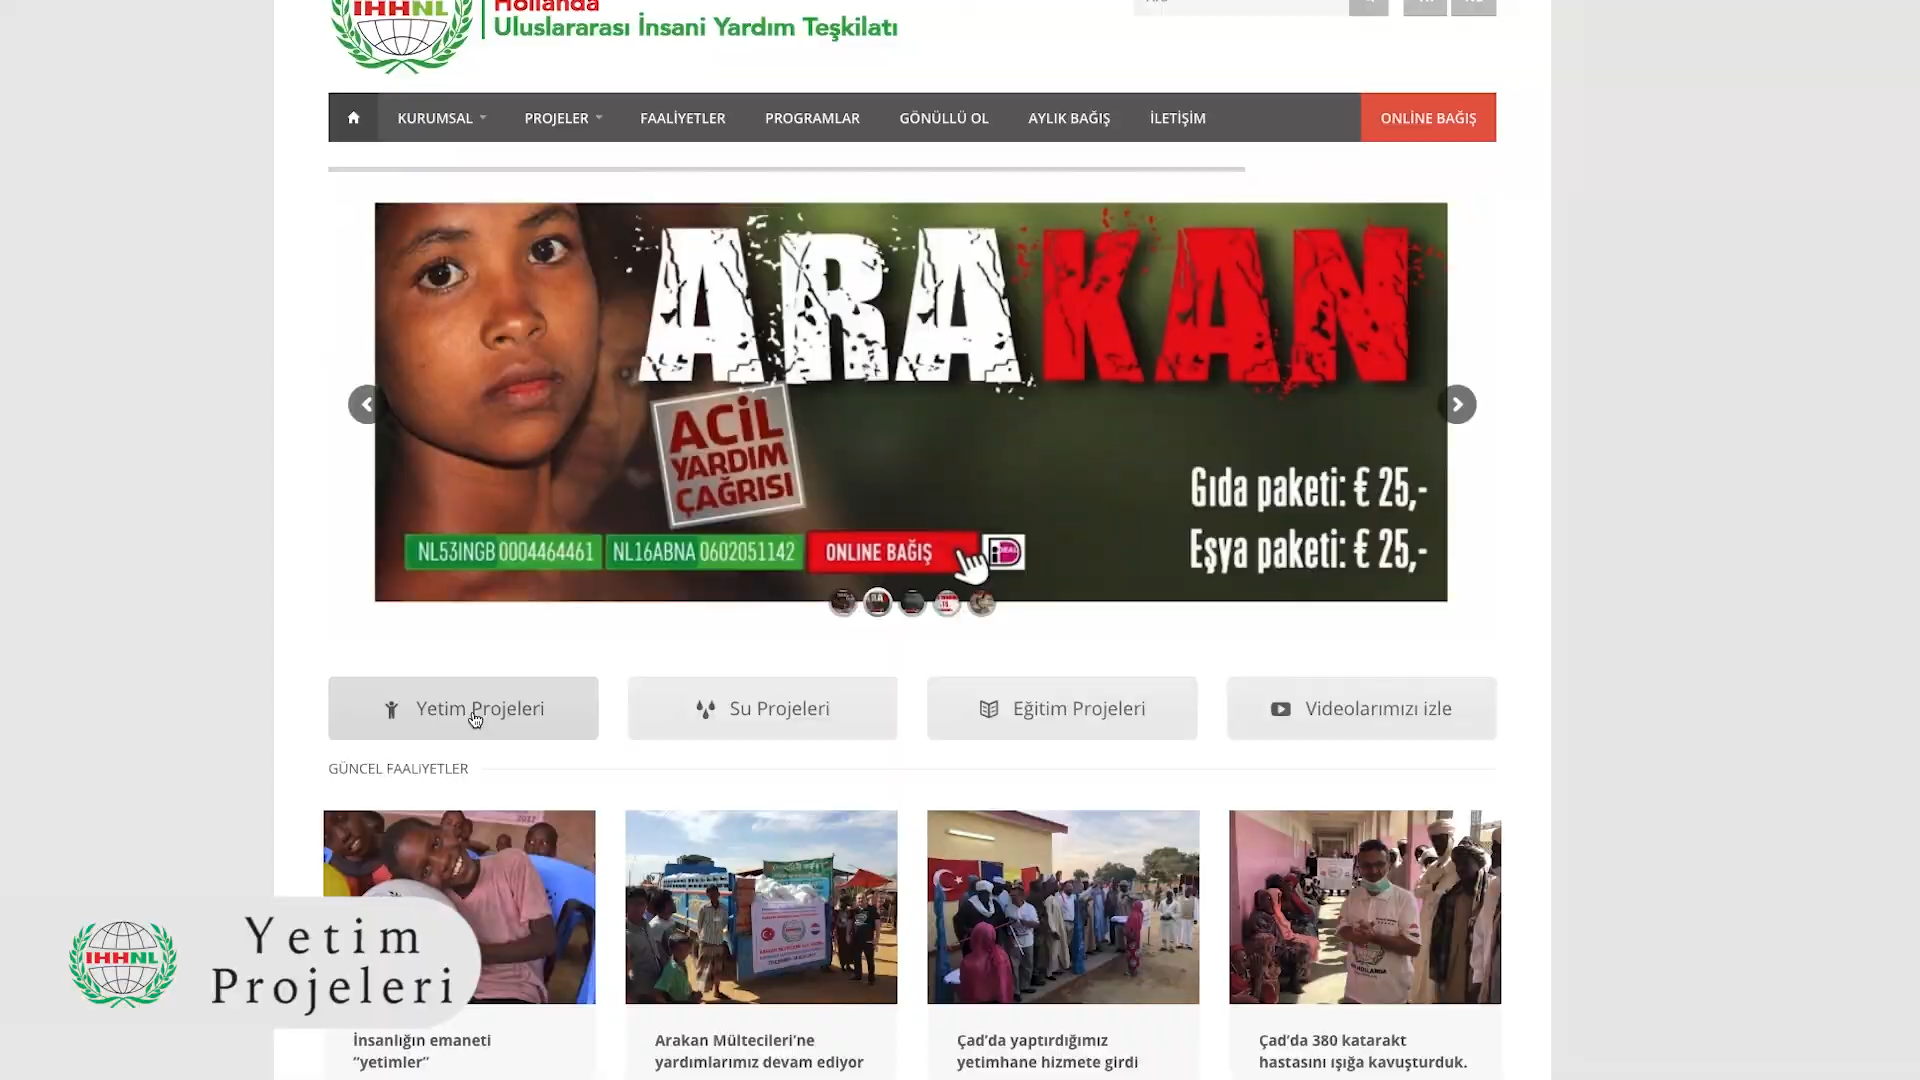 IHHNL
Hollanda
Uluslararası İnsani Yardım Teşkilatı
KURUMSAL
PROJELER
FAALİYETLER
PROGRAMLAR
GÖNÜLLÜ OL
AYLIK BAĞIŞ
İLETİŞİM
ONLİNE BAĞIŞ
ARAKAN
ACİL
YARDIM
ÇAĞRISI
Gıda paketi: € 25,-
Eşya paketi: € 25,-
NL53INGB 0004464461
NL16ABNA 0602051142
ONLINE BAĞIŞ
iDEAL
Yetim Projeleri
Su Projeleri
Eğitim Projeleri
Videolarımızı izle
GÜNCEL FAALİYETLER
İnsanlığın emaneti
“yetimler”
Arakan Mültecileri’ne
yardımlarımız devam ediyor
Çad’da yaptırdığımız
yetimhane hizmete girdi
Çad’da 380 katarakt
hastasını ışığa kavuşturduk.
IHHNL
Yetim
Projeleri